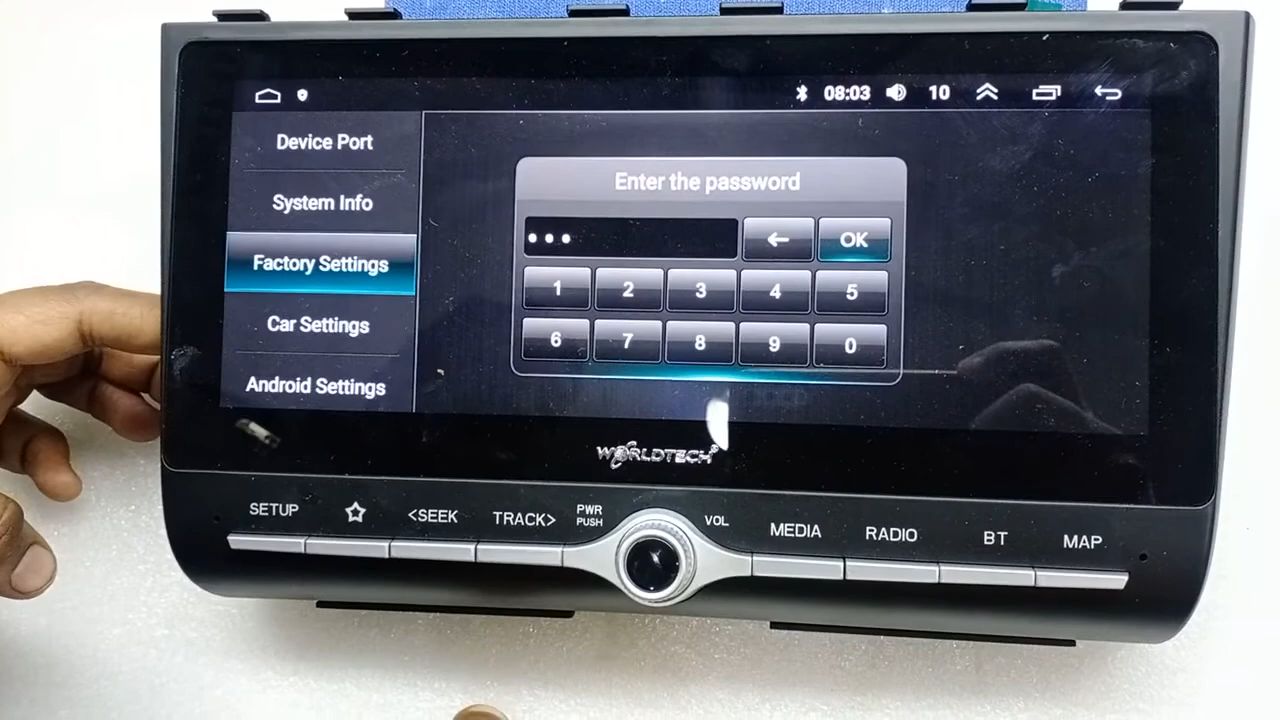 08:03 10
Device Port
System Info
Factory Settings
Car Settings
Android Settings
Enter the password
OK
1 2 3 4 5
6 7 8 9 0
WORLDTECH®
SETUP <SEEK TRACK> PWR PUSH VOL MEDIA RADIO BT MAP